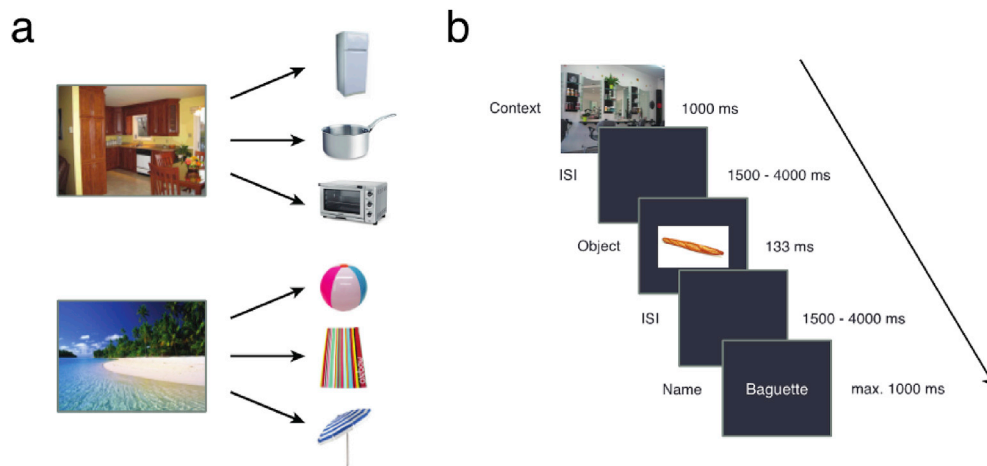 a
b
Context
1000 ms
ISI
1500 - 4000 ms
Object
133 ms
ISI
1500 - 4000 ms
Name
Baguette
max. 1000 ms